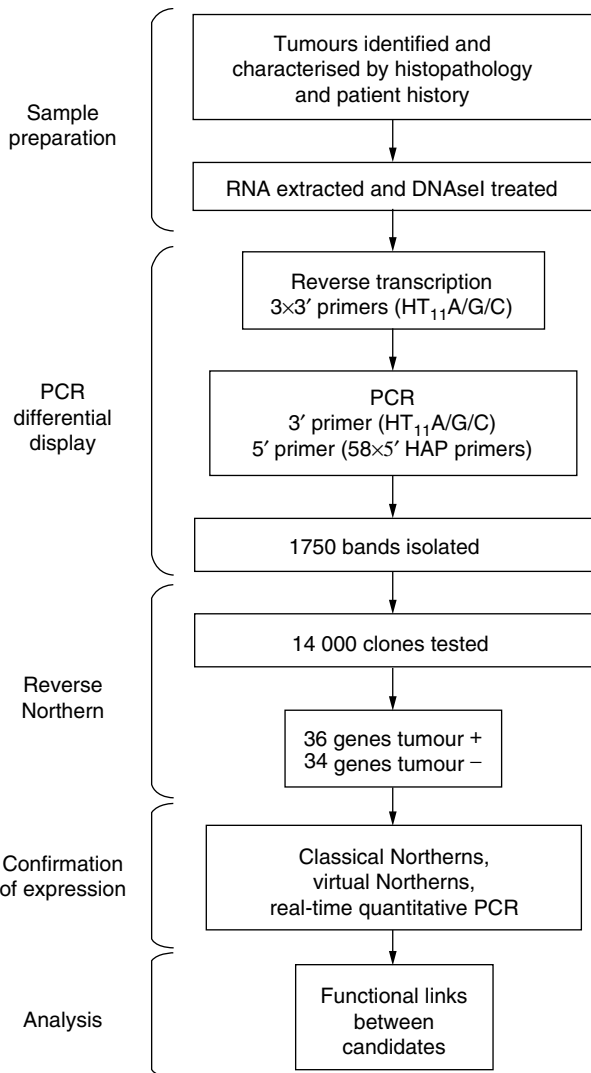 Sample
preparation
Tumours identified and
characterised by histopathology
and patient history
RNA extracted and DNAseI treated
PCR
differential
display
Reverse transcription
3×3′ primers (HT11A/G/C)
PCR
3′ primer (HT11A/G/C)
5′ primer (58×5′ HAP primers)
1750 bands isolated
Reverse
Northern
14 000 clones tested
36 genes tumour +
34 genes tumour −
Confirmation
of expression
Classical Northerns,
virtual Northerns,
real-time quantitative PCR
Analysis
Functional links
between
candidates